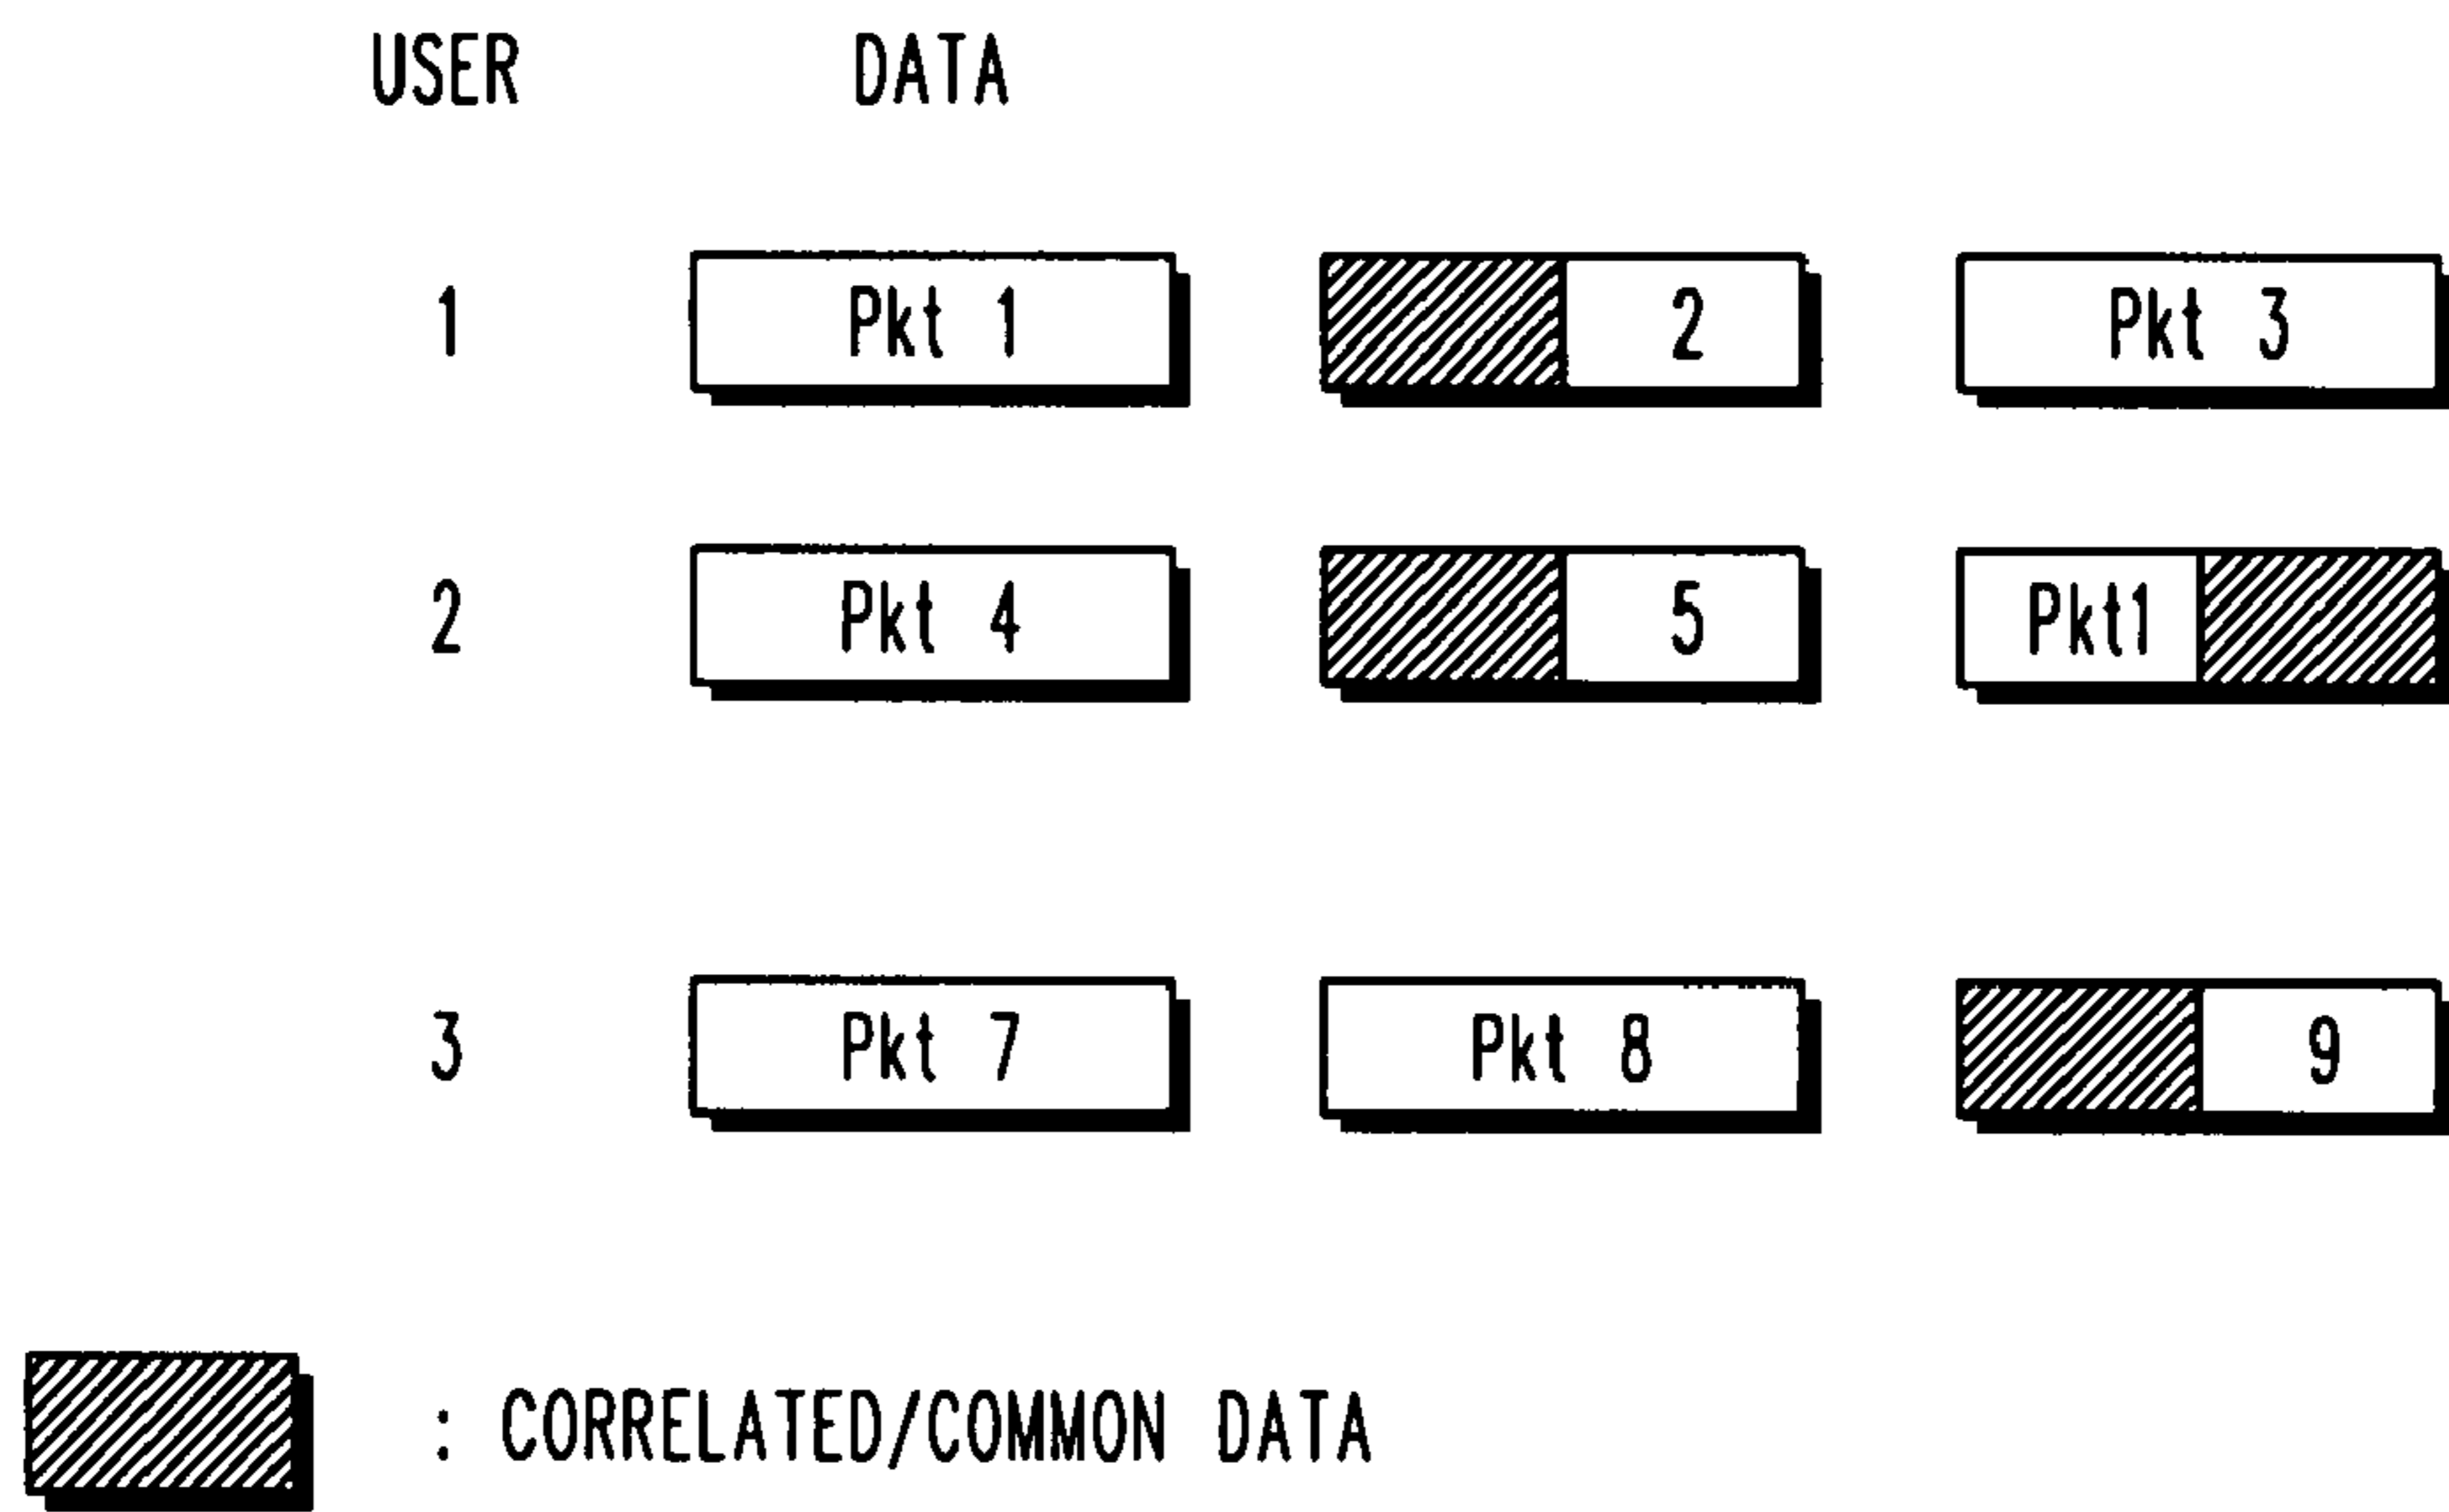 USER DATA
1 Pkt 1 2 Pkt 3
2 Pkt 4 5 Pkt1
3 Pkt 7 Pkt 8 9
: CORRELATED/COMMON DATA